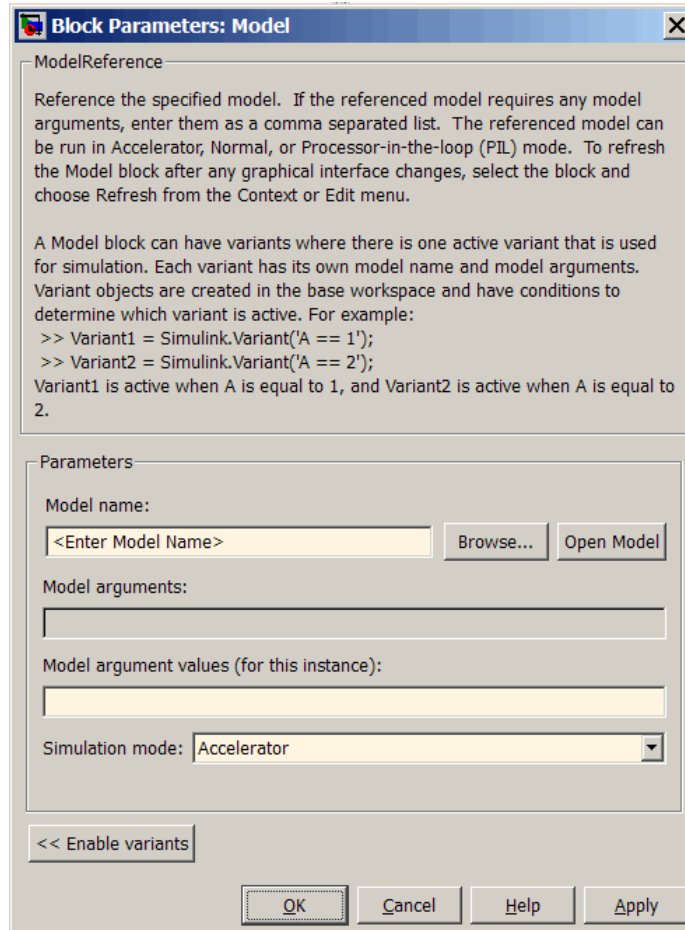 Block Parameters: Model
ModelReference
Reference the specified model.  If the referenced model requires any model
arguments, enter them as a comma separated list.  The referenced model can
be run in Accelerator, Normal, or Processor-in-the-loop (PIL) mode.  To refresh
the Model block after any graphical interface changes, select the block and
choose Refresh from the Context or Edit menu.
A Model block can have variants where there is one active variant that is used
for simulation. Each variant has its own model name and model arguments.
Variant objects are created in the base workspace and have conditions to
determine which variant is active. For example:
>> Variant1 = Simulink.Variant('A == 1');
>> Variant2 = Simulink.Variant('A == 2');
Variant1 is active when A is equal to 1, and Variant2 is active when A is equal to
2.
Parameters
Model name:
<Enter Model Name> Browse... Open Model
Model arguments:
Model argument values (for this instance):
Simulation mode: Accelerator
<< Enable variants
OK Cancel Help Apply